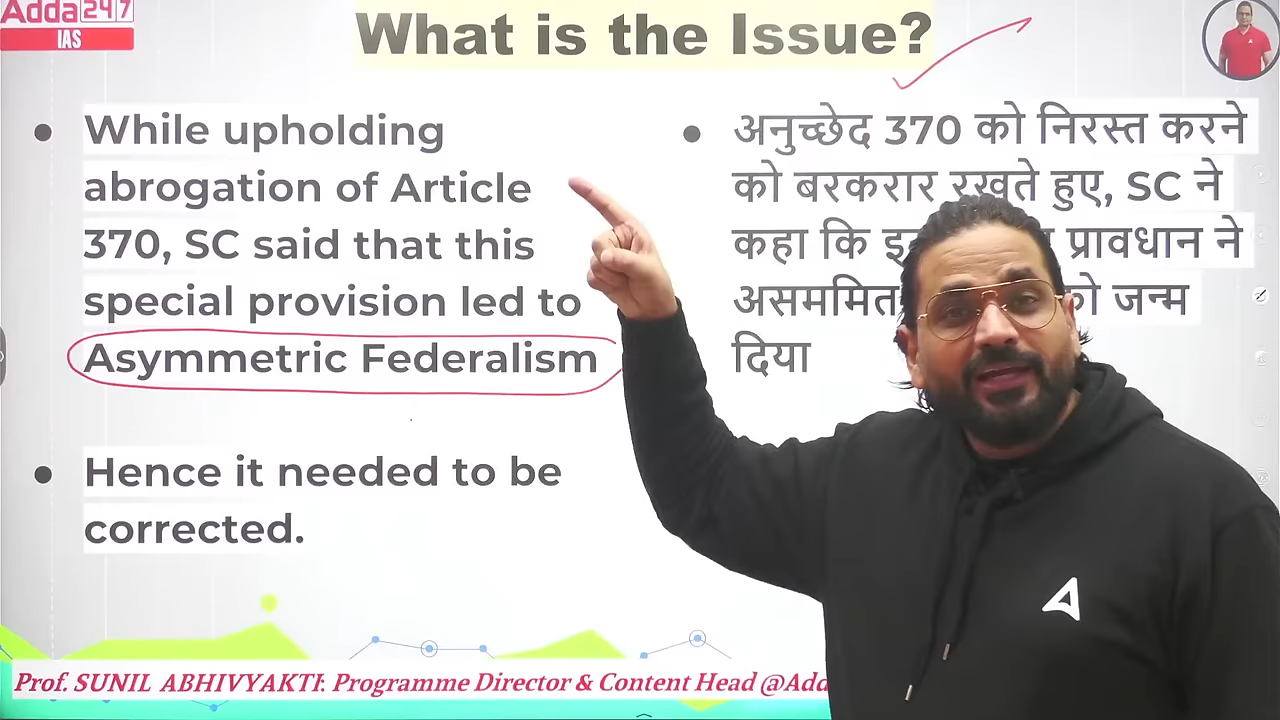 Adda247
IAS
What is the Issue?
While upholding
abrogation of Article
370, SC said that this
special provision led to
Asymmetric Federalism
Hence it needed to be
corrected.
अनुच्छेद 370 को निरस्त करने
को बरकरार रखते हुए, SC ने
कहा कि प्रावधान ने
असममित को जन्म
दिया
Prof. SUNIL ABHIVYAKTI: Programme Director & Content Head @Adda